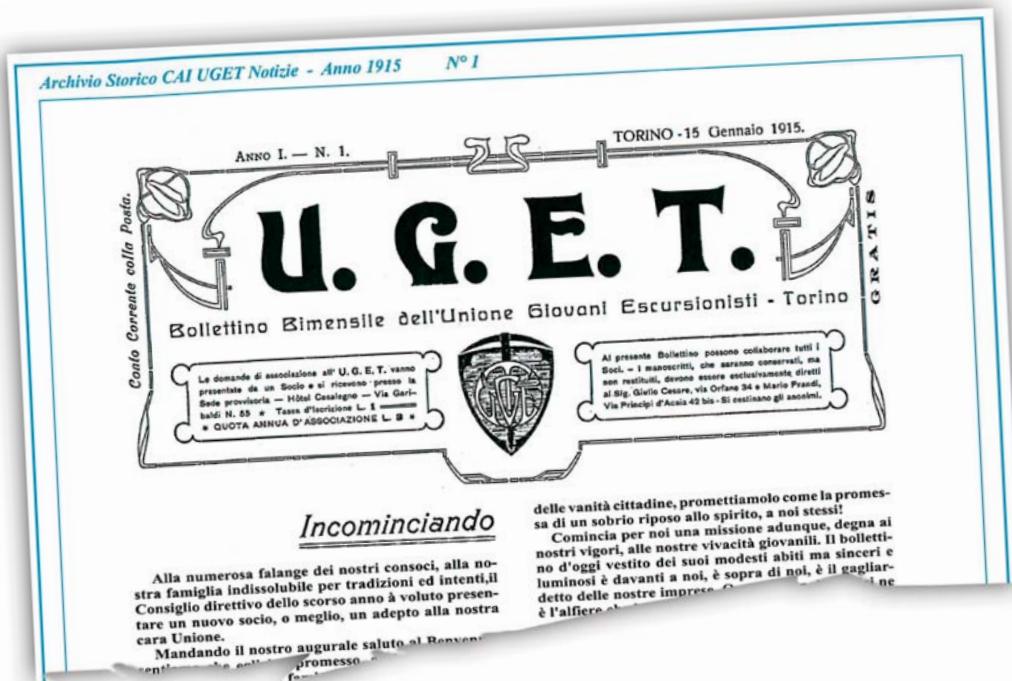 Archivio Storico CAI UGET Notizie - Anno 1915 N° 1
ANNO I. — N. 1.
TORINO - 15 Gennaio 1915.
Conto Corrente colla Posta.
GRATIS
U. G. E. T.
Bollettino Bimensile dell'Unione Giovani Escursionisti - Torino
Le domande di associazione all' U. G. E. T. vanno
presentate da un Socio e si ricevono presso la
Sede provvisoria — Hôtel Casalegno — Via Gari-
baldi N. 55 * Tassa d'Iscrizione L. 1
* QUOTA ANNUA D'ASSOCIAZIONE L. 3 *
Al presente Bollettino possono collaborare tutti i
Soci. - I manoscritti, che saranno conservati, ma
non restituiti, devono essere esclusivamente diretti
al Sig. Giulio Cesare, via Orfane 34 e Mario Prandi,
Via Principi d'Acaia 42 bis - Si cestinano gli anonimi.
Incominciando
Alla numerosa falange dei nostri consoci, alla no-
stra famiglia indissolubile per tradizioni ed intenti,il
Consiglio direttivo dello scorso anno à voluto presen-
tare un nuovo socio, o meglio, un adepto alla nostra
cara Unione.
Mandando il nostro augurale saluto al
promesso
delle vanità cittadine, promettiamolo come la promes-
sa di un sobrio riposo allo spirito, a noi stessi!
Comincia per noi una missione adunque, degna ai
nostri vigori, alle nostre vivacità giovanili. Il bolletti-
no d'oggi vestito dei suoi modesti abiti ma sinceri e
luminosi è davanti a noi, è sopra di noi, è il gagliar-
detto delle nostre imprese. ne
è l'alfiere